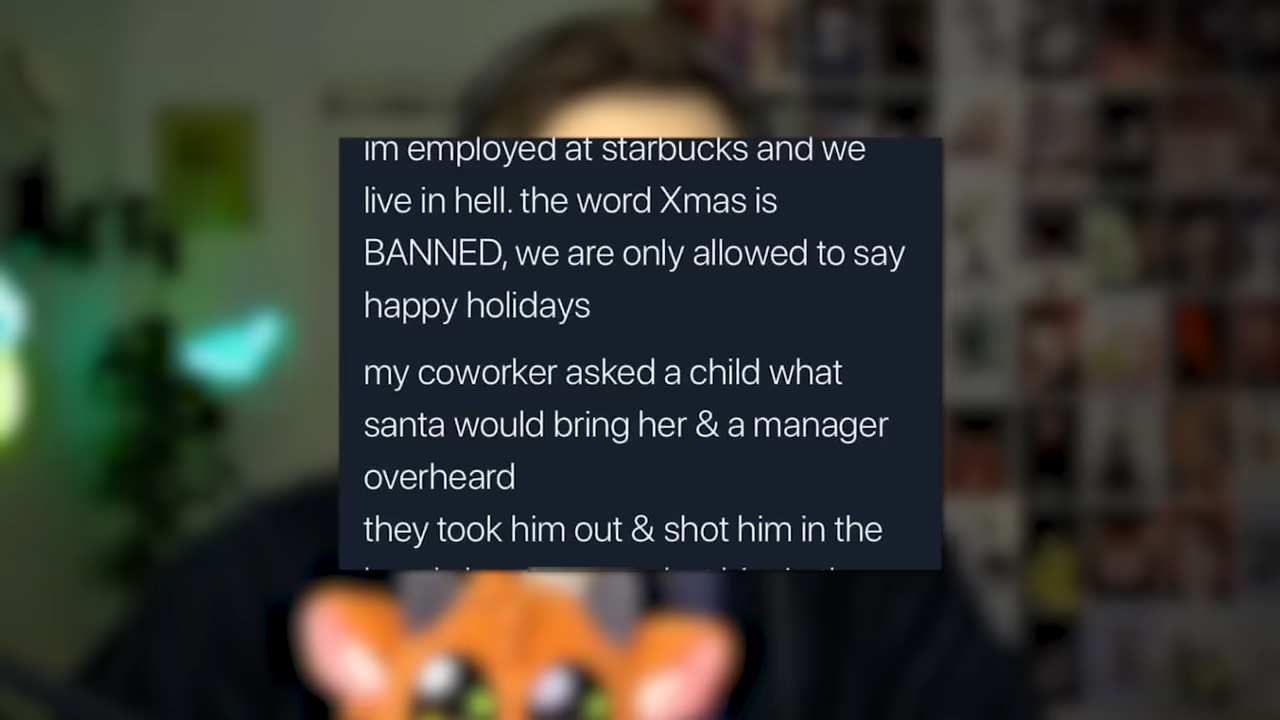 im employed at starbucks and we
live in hell. the word Xmas is
BANNED, we are only allowed to say
happy holidays
my coworker asked a child what
santa would bring her & a manager
overheard
they took him out & shot him in the